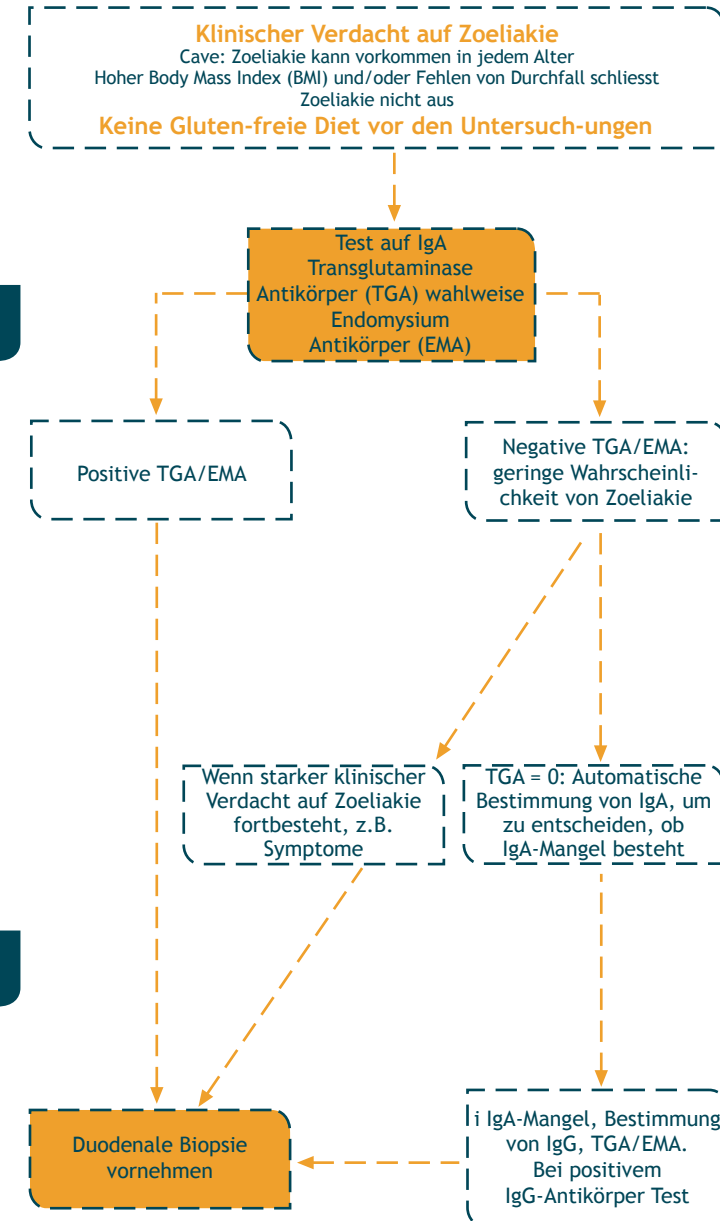 Klinischer Verdacht auf Zoeliakie
Cave: Zoeliakie kann vorkommen in jedem Alter
Hoher Body Mass Index (BMI) und/oder Fehlen von Durchfall schliesst
Zoeliakie nicht aus
Keine Gluten-freie Diet vor den Untersuch-ungen
Test auf IgA
Transglutaminase
Antikörper (TGA) wahlweise
Endomysium
Antikörper (EMA)
Positive TGA/EMA
Negative TGA/EMA:
geringe Wahrscheinli-
chkeit von Zoeliakie
Wenn starker klinischer
Verdacht auf Zoeliakie
fortbesteht, z.B.
Symptome
TGA = 0: Automatische
Bestimmung von IgA, um
zu entscheiden, ob
IgA-Mangel besteht
Duodenale Biopsie
vornehmen
i IgA-Mangel, Bestimmung
von IgG, TGA/EMA.
Bei positivem
IgG-Antikörper Test